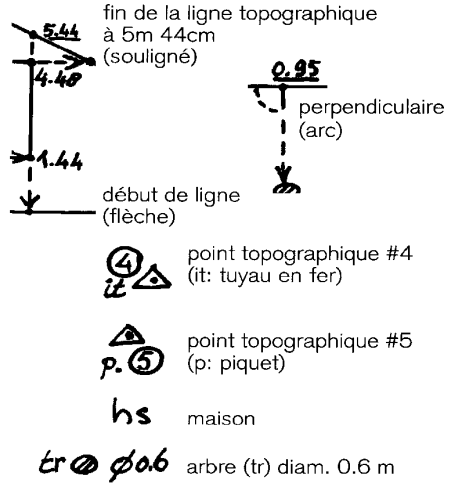 fin de la ligne topographique
à 5m 44cm
(souligné)
5.44
4.40
1.44
0.95
perpendiculaire
(arc)
début de ligne
(flèche)
4
it
point topographique #4
(it: tuyau en fer)
p. 5
point topographique #5
(p: piquet)
hs maison
tr ϕ0.6 arbre (tr) diam. 0.6 m